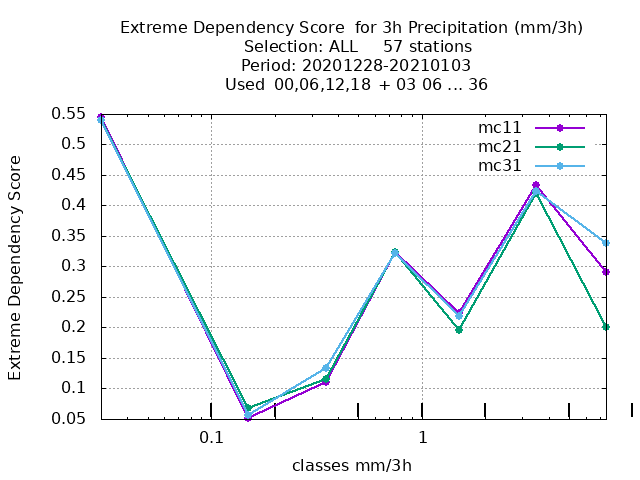 Extreme Dependency Score  for 3h Precipitation (mm/3h)
Selection: ALL     57 stations
Period: 20201228-20210103
Used  00,06,12,18  + 03 06 ... 36
mc11
mc21
mc31
Extreme Dependency Score
0.55
0.5
0.45
0.4
0.35
0.3
0.25
0.2
0.15
0.1
0.05
0.1
1
classes mm/3h